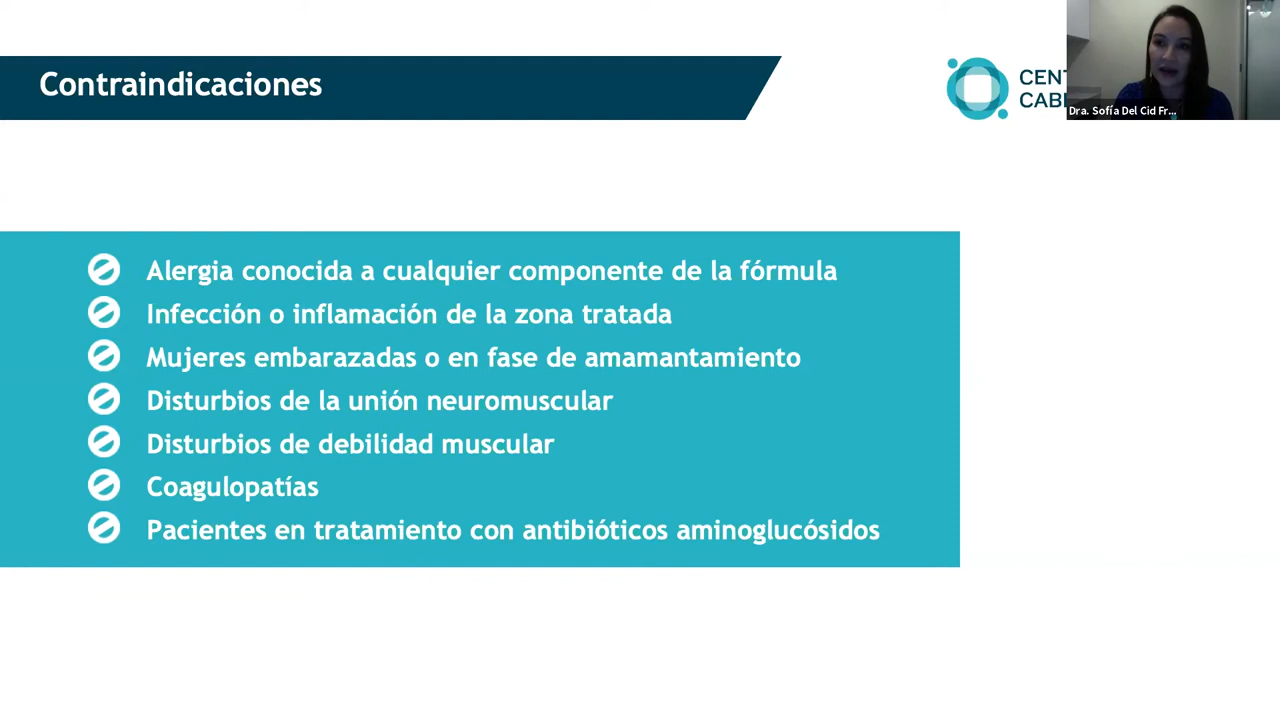 Contraindicaciones
CENT
CAB
Dra. Sofía Del Cid Fr...
Alergia conocida a cualquier componente de la fórmula
Infección o inflamación de la zona tratada
Mujeres embarazadas o en fase de amamantamiento
Disturbios de la unión neuromuscular
Disturbios de debilidad muscular
Coagulopatías
Pacientes en tratamiento con antibióticos aminoglucósidos